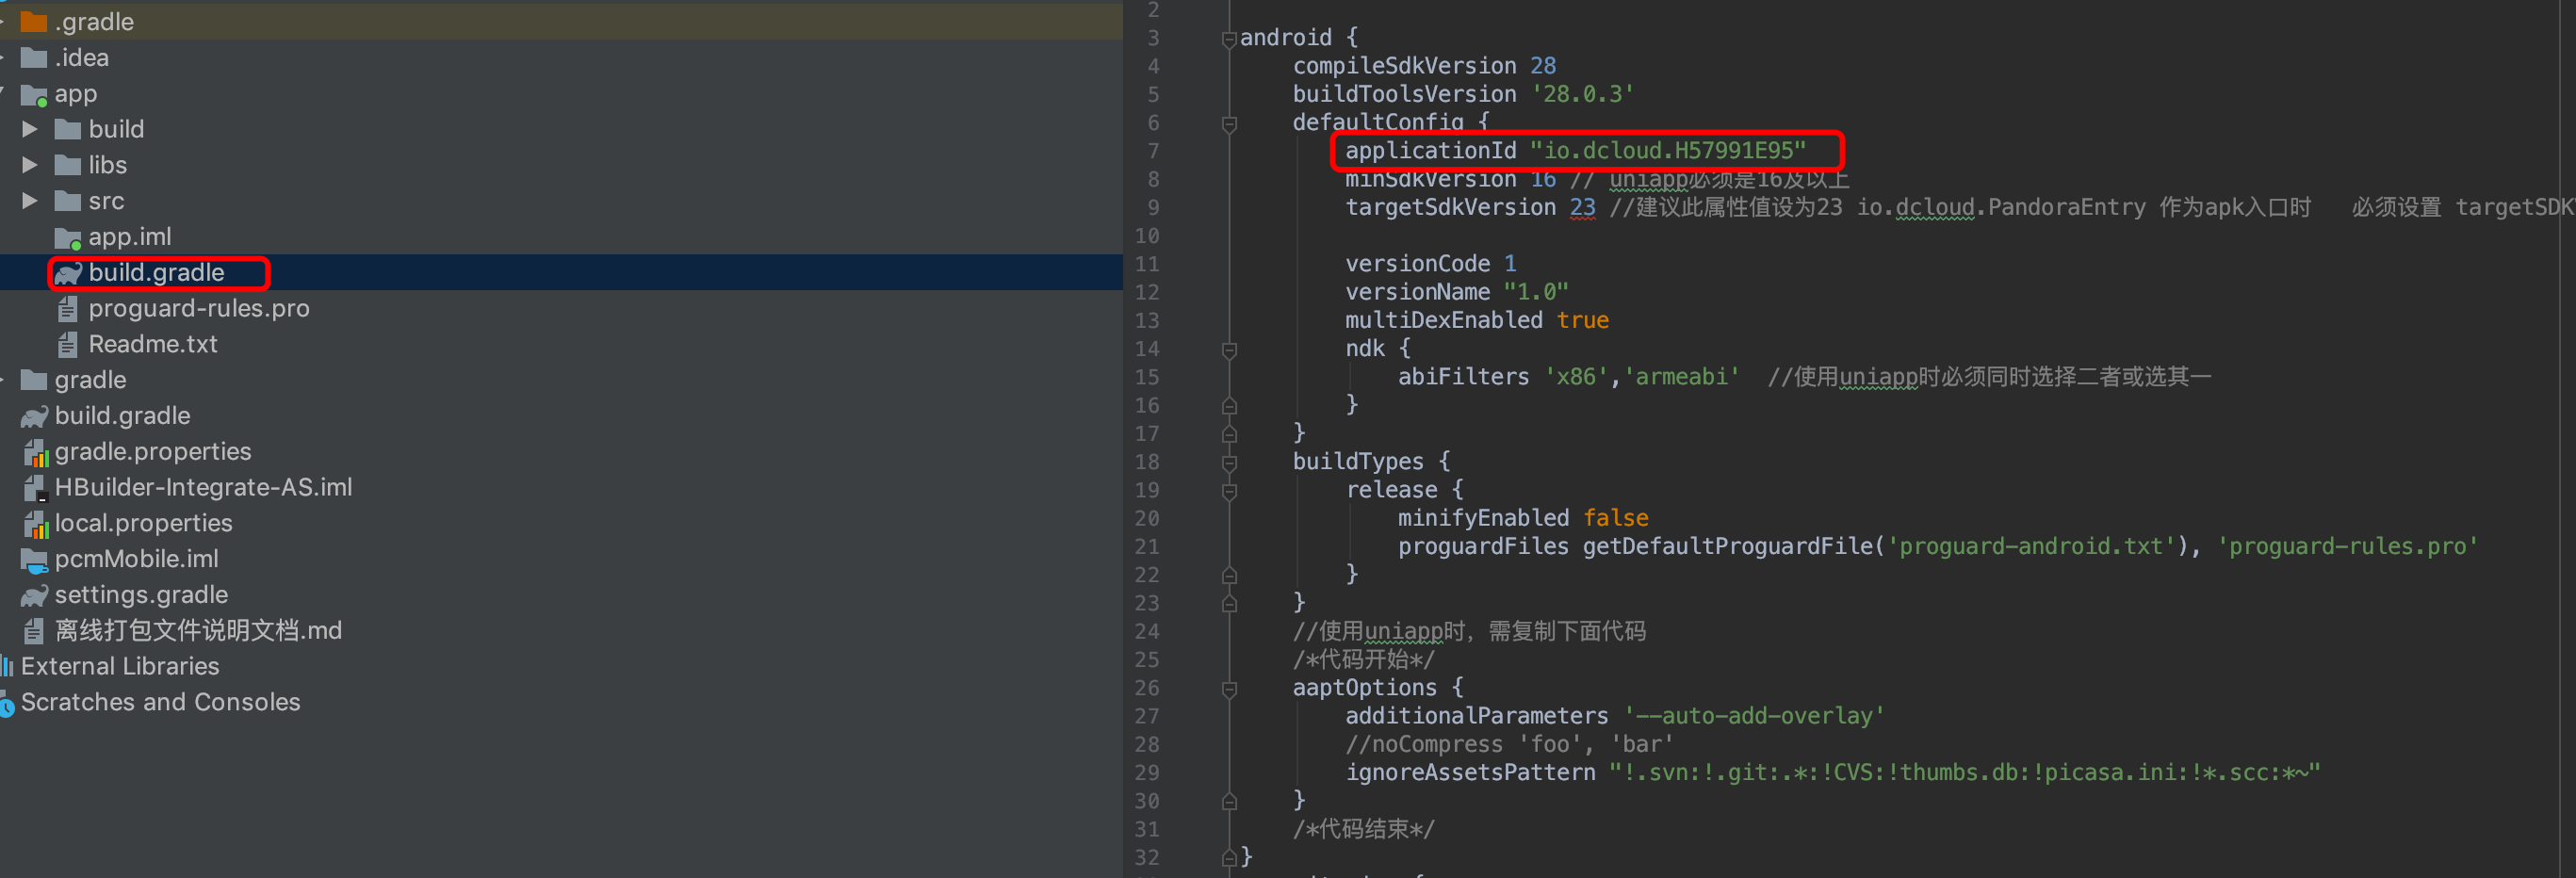 .gradle
.idea
app
build
libs
src
app.iml
build.gradle
proguard-rules.pro
Readme.txt
gradle
build.gradle
gradle.properties
HBuilder-Integrate-AS.iml
local.properties
pcmMobile.iml
settings.gradle
离线打包文件说明文档.md
External Libraries
Scratches and Consoles
2
3 android {
4 compileSdkVersion 28
5 buildToolsVersion '28.0.3'
6 defaultConfig {
7 applicationId "io.dcloud.H57991E95"
8 minSdkVersion 16 // uniapp必须是16及以上
9 targetSdkVersion 23 //建议此属性值设为23 io.dcloud.PandoraEntry 作为apk入口时 必须设置 targetSDK
10
11 versionCode 1
12 versionName "1.0"
13 multiDexEnabled true
14 ndk {
15 abiFilters 'x86','armeabi' //使用uniapp时必须同时选择二者或选其一
16 }
17 }
18 buildTypes {
19 release {
20 minifyEnabled false
21 proguardFiles getDefaultProguardFile('proguard-android.txt'), 'proguard-rules.pro'
22 }
23 }
24 //使用uniapp时，需复制下面代码
25 /*代码开始*/
26 aaptOptions {
27 additionalParameters '--auto-add-overlay'
28 //noCompress 'foo', 'bar'
29 ignoreAssetsPattern "!.svn:!.git:.*:!CVS:!thumbs.db:!picasa.ini:!*.scc:*~"
30 }
31 /*代码结束*/
32 }